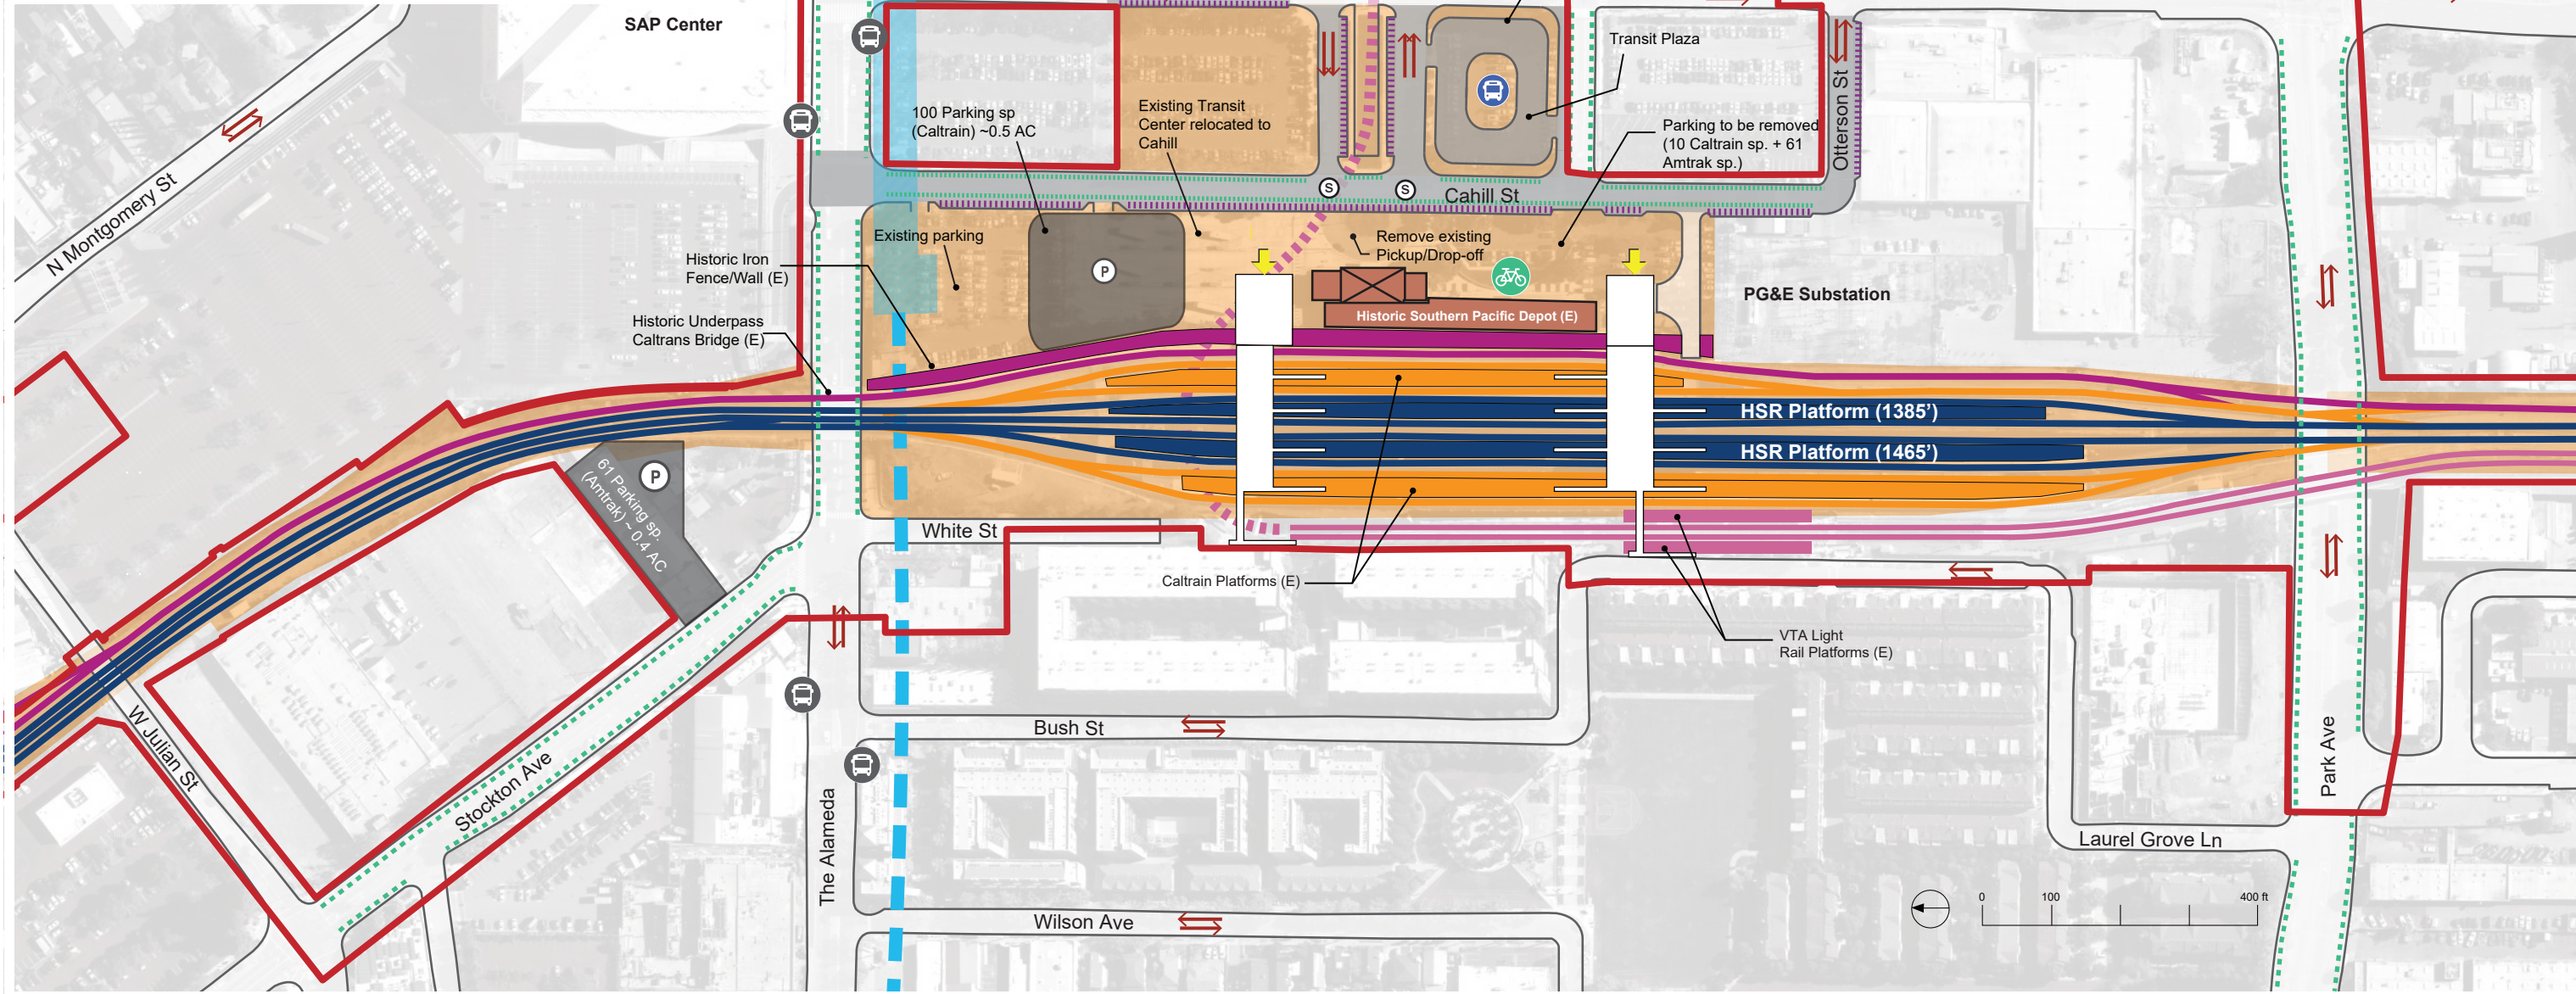 SAP Center
Transit Plaza
100 Parking sp
(Caltrain) ~0.5 AC
Existing Transit
Center relocated to
Cahill
Parking to be removed
(10 Caltrain sp. + 61
Amtrak sp.)
Otterson St
N Montgomery St
S
S
Cahill St
Existing parking
Remove existing
Pickup/Drop-off
Historic Iron
Fence/Wall (E)
P
PG&E Substation
Historic Southern Pacific Depot (E)
Historic Underpass
Caltrans Bridge (E)
HSR Platform (1385')
HSR Platform (1465')
P
61 Parking sp.
(Amtrak) ~ 0.4 AC
White St
Caltrain Platforms (E)
VTA Light
Rail Platforms (E)
W Julian St
Stockton Ave
Bush St
The Alameda
Park Ave
Laurel Grove Ln
Wilson Ave
0
100
400 ft